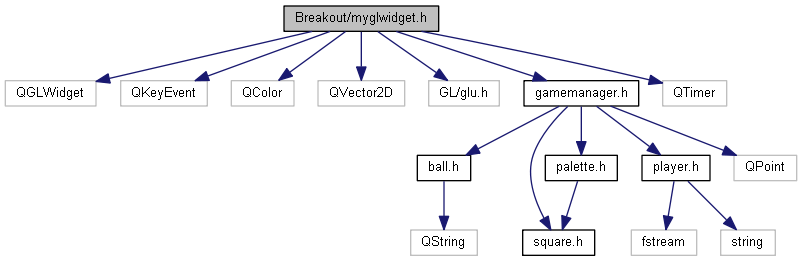 Breakout/myglwidget.h
QGLWidget
QKeyEvent
QColor
QVector2D
GL/glu.h
gamemanager.h
QTimer
ball.h
palette.h
player.h
QPoint
QString
square.h
fstream
string